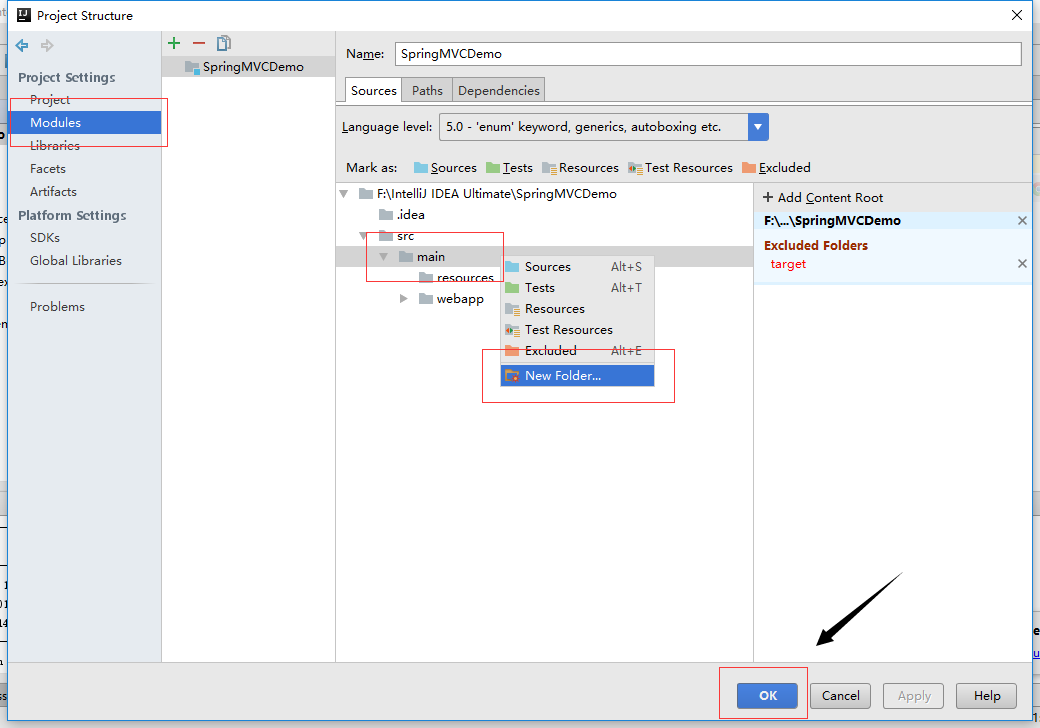 Project Structure
Project Settings
Project
Modules
Libraries
Facets
Artifacts
Platform Settings
SDKs
Global Libraries
Problems
SpringMVCDemo
Name: SpringMVCDemo
Sources Paths Dependencies
Language level: 5.0 - 'enum' keyword, generics, autoboxing etc.
Mark as: Sources Tests Resources Test Resources Excluded
F:\IntelliJ IDEA Ultimate\SpringMVCDemo
.idea
src
main
resources
webapp
Sources Alt+S
Tests Alt+T
Resources
Test Resources
Excluded Alt+E
New Folder...
+ Add Content Root
F:\...\SpringMVCDemo
Excluded Folders
target
OK Cancel Apply Help